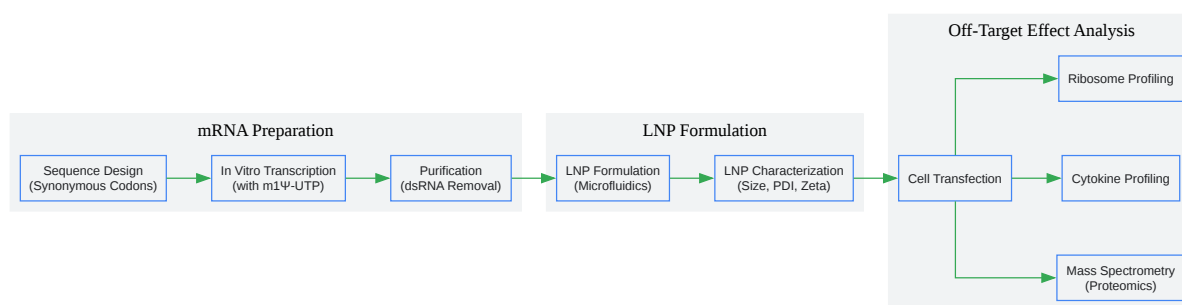 mRNA Preparation
Sequence Design
(Synonymous Codons)
In Vitro Transcription
(with m1Ψ-UTP)
Purification
(dsRNA Removal)
LNP Formulation
LNP Formulation
(Microfluidics)
LNP Characterization
(Size, PDI, Zeta)
Off-Target Effect Analysis
Cell Transfection
Ribosome Profiling
Cytokine Profiling
Mass Spectrometry
(Proteomics)